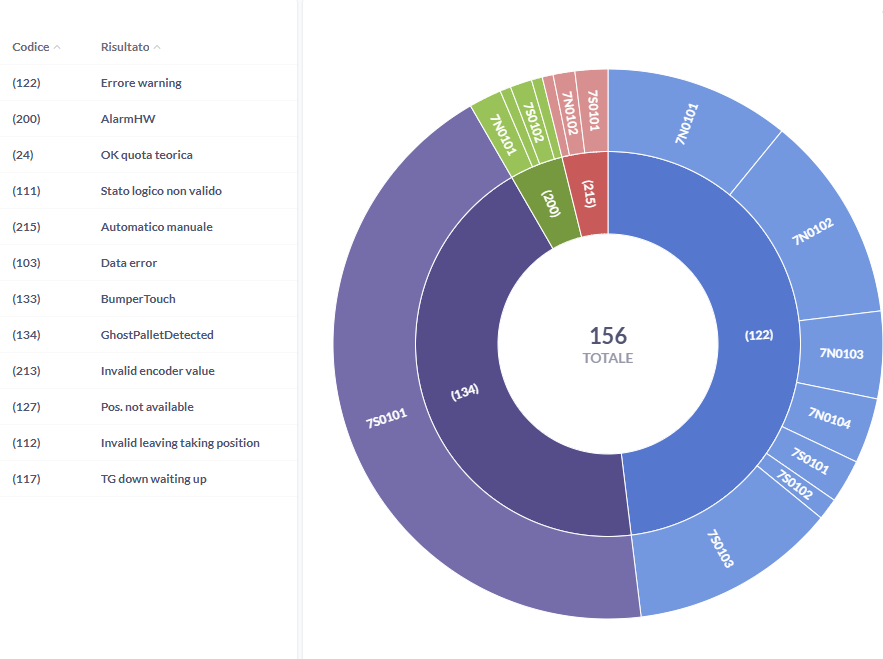 Codice Risultato
(122) Errore warning
(200) AlarmHW
(24) OK quota teorica
(111) Stato logico non valido
(215) Automatico manuale
(103) Data error
(133) BumperTouch
(134) GhostPalletDetected
(213) Invalid encoder value
(127) Pos. not available
(112) Invalid leaving taking position
(117) TG down waiting up
7N0101
7S0102
7N0102
7S0101
7N0101
7N0102
7N0103
7N0104
7S0101
7S0102
7S0103
7S0101
(200)
(215)
(122)
(134)
156
TOTALE